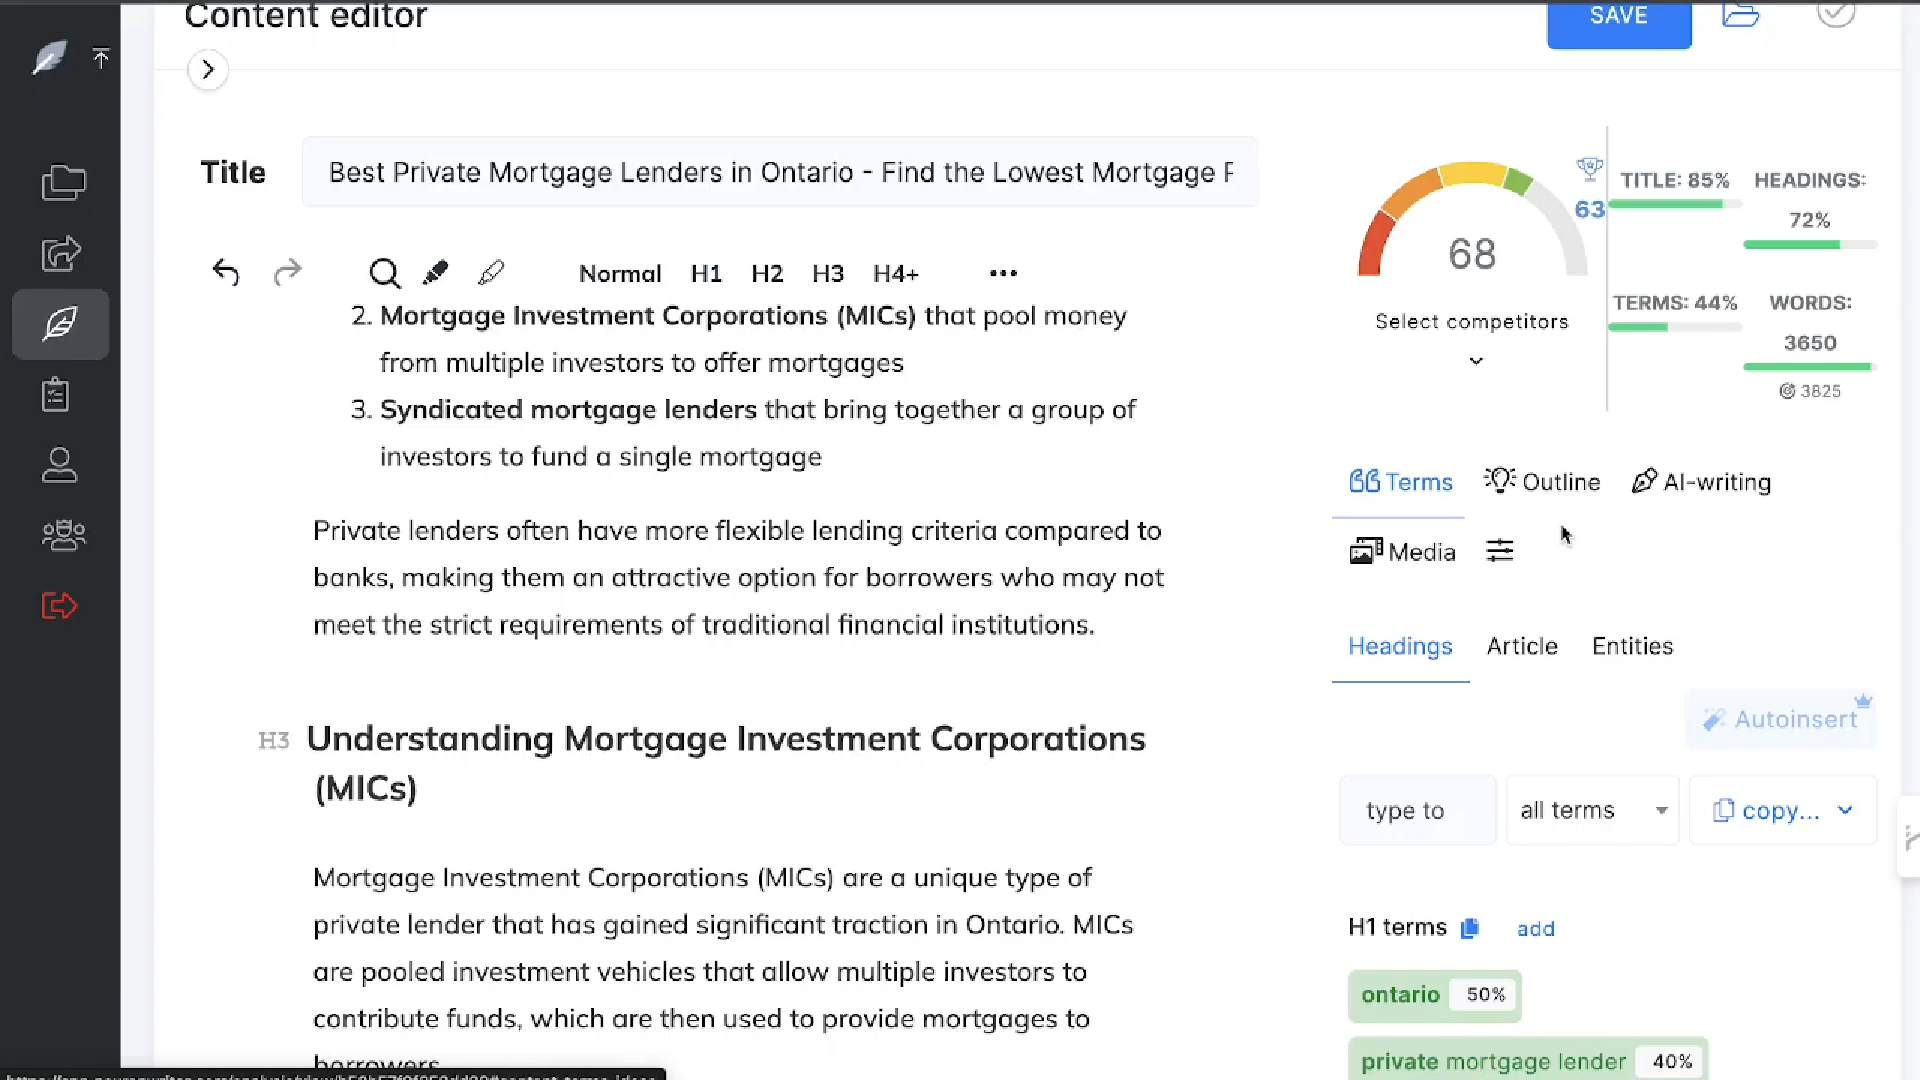 Content editor
SAVE
Title
Best Private Mortgage Lenders in Ontario - Find the Lowest Mortgage
Normal H1 H2 H3 H4+
2. Mortgage Investment Corporations (MICs) that pool money
from multiple investors to offer mortgages
3. Syndicated mortgage lenders that bring together a group of
investors to fund a single mortgage
Private lenders often have more flexible lending criteria compared to
banks, making them an attractive option for borrowers who may not
meet the strict requirements of traditional financial institutions.
H3 Understanding Mortgage Investment Corporations
(MICs)
Mortgage Investment Corporations (MICs) are a unique type of
private lender that has gained significant traction in Ontario. MICs
are pooled investment vehicles that allow multiple investors to
contribute funds, which are then used to provide mortgages to
borrowers
68
63
Select competitors
TITLE: 85%
HEADINGS:
72%
TERMS: 44%
WORDS:
3650
3825
Terms Outline AI-writing
Media
Headings Article Entities
Autoinsert
type to
all terms
copy...
H1 terms add
ontario 50%
private mortgage lender 40%